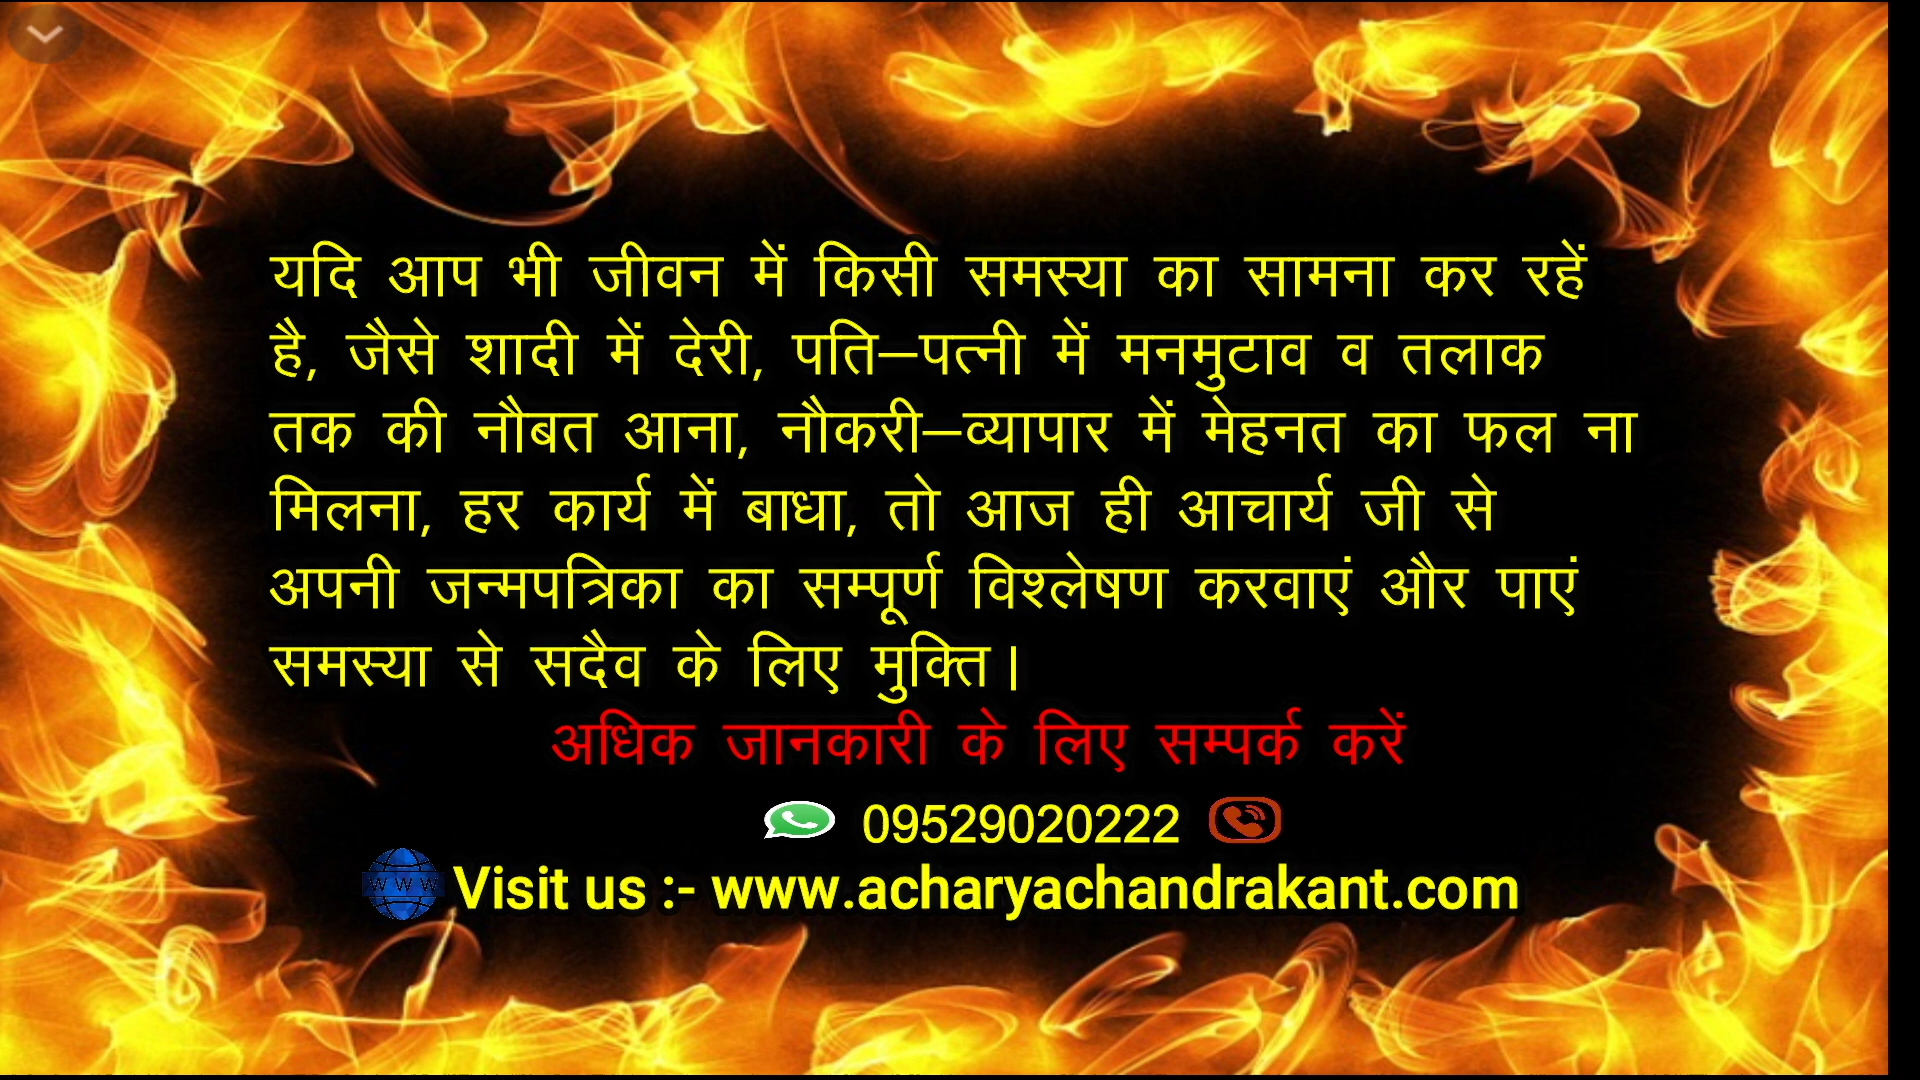 यदि आप भी जीवन में किसी समस्या का सामना कर रहें
है, जैसे शादी में देरी, पति–पत्नी में मनमुटाव व तलाक
तक की नौबत आना, नौकरी–व्यापार में मेहनत का फल ना
मिलना, हर कार्य में बाधा, तो आज ही आचार्य जी से
अपनी जन्मपत्रिका का सम्पूर्ण विश्लेषण करवाएं और पाएं
समस्या से सदैव के लिए मुक्ति।
अधिक जानकारी के लिए सम्पर्क करें
09529020222
WWW Visit us :- www.acharyachandrakant.com